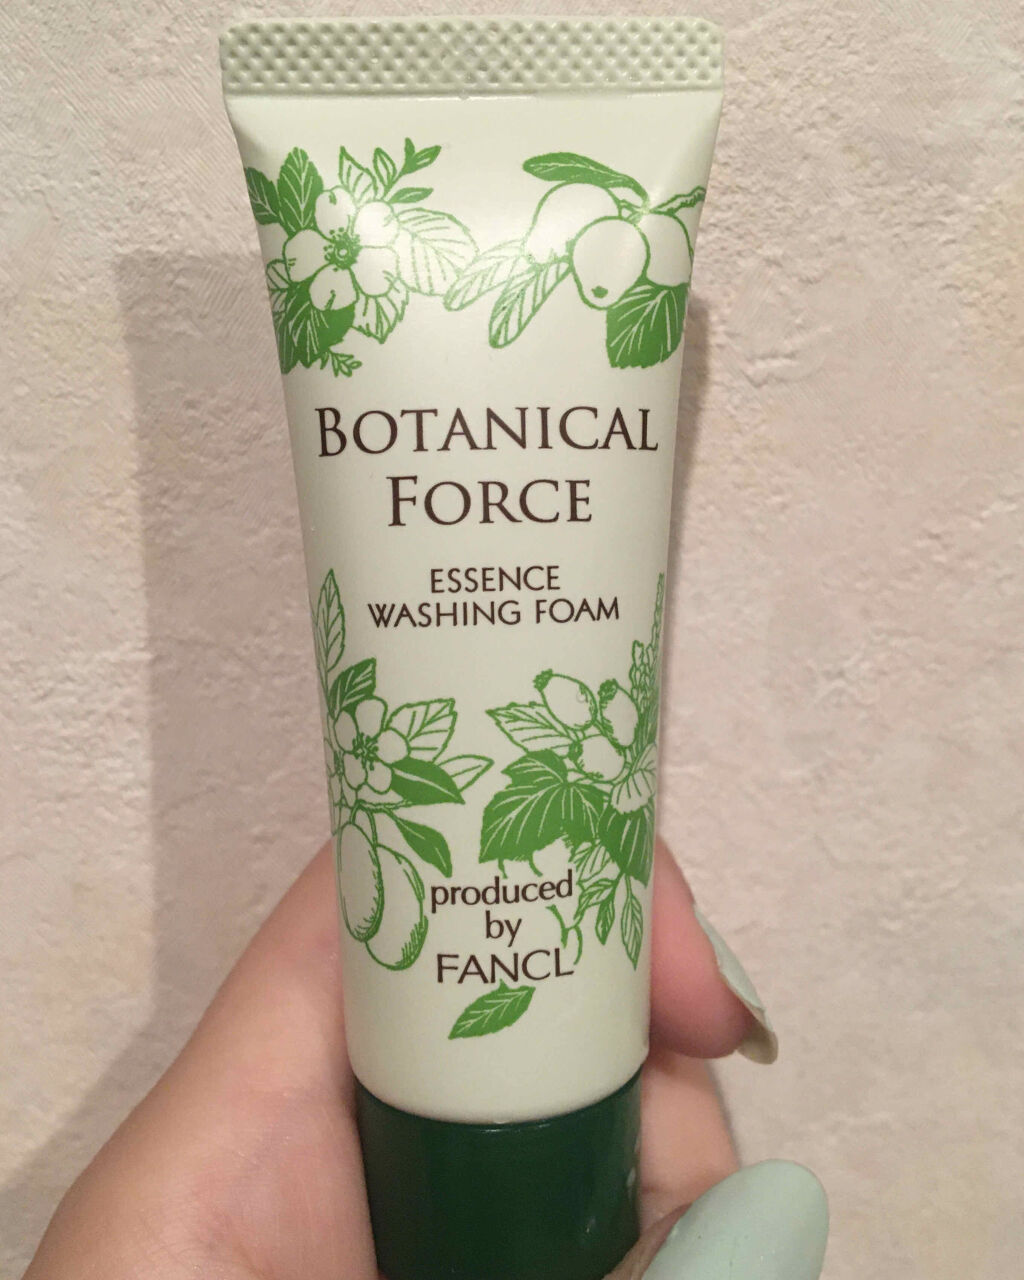 BOTANICAL
FORCE
ESSENCE
WASHING FOAM
produced
by
FANCL